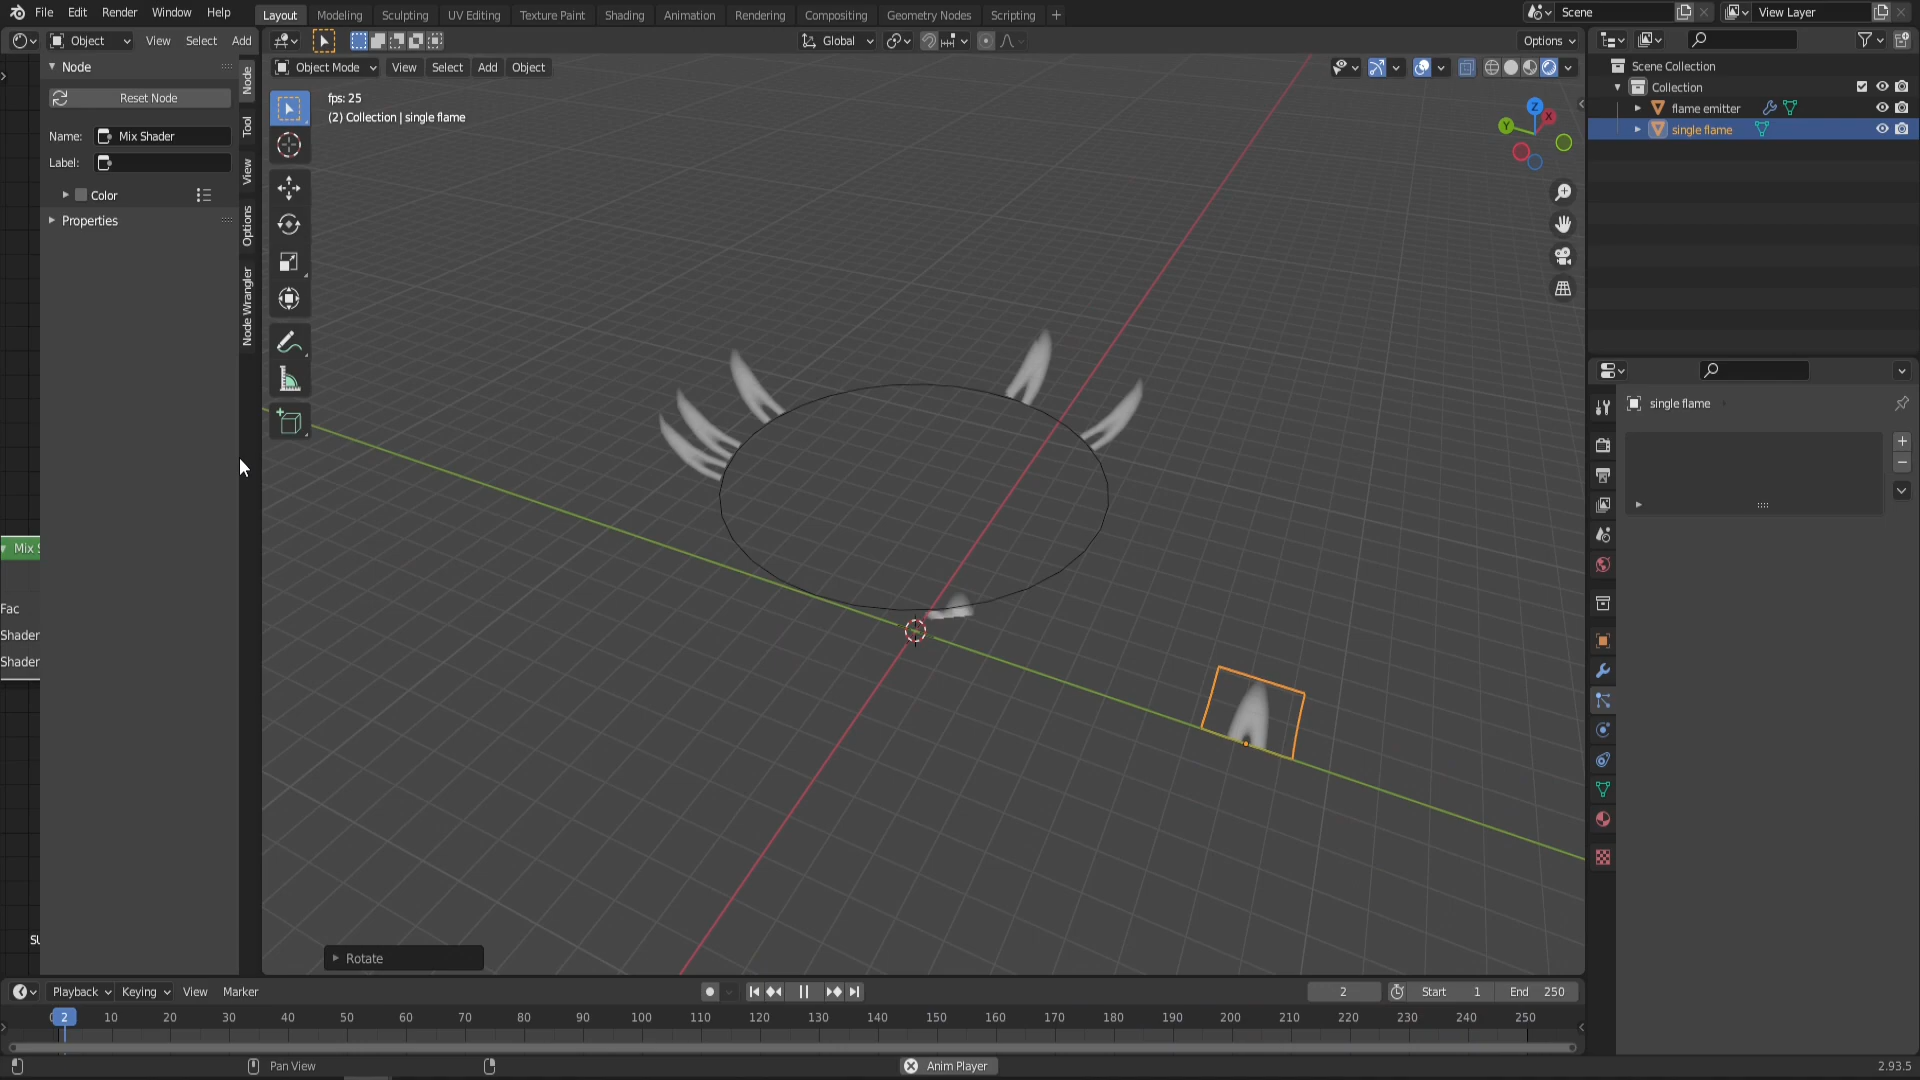 File Edit Render Window Help
Layout Modeling Sculpting UV Editing Texture Paint Shading Animation Rendering Compositing Geometry Nodes Scripting +
Scene
View Layer
Object View Select Add
Global
Options
Node
Reset Node
Name: Mix Shader
Label:
Color
Properties
Node
Tool
View
Options
Node Wrangler
Mix S
Fac
Shader
Shader
Object Mode View Select Add Object
fps: 25
(2) Collection | single flame
Z
X
Y
Rotate
Scene Collection
Collection
flame emitter
single flame
single flame
Playback Keying View Marker
2
Start 1
End 250
2 10 20 30 40 50 60 70 80 90 100 110 120 130 140 150 160 170 180 190 200 210 220 230 240 250
Pan View
Anim Player
2.93.5